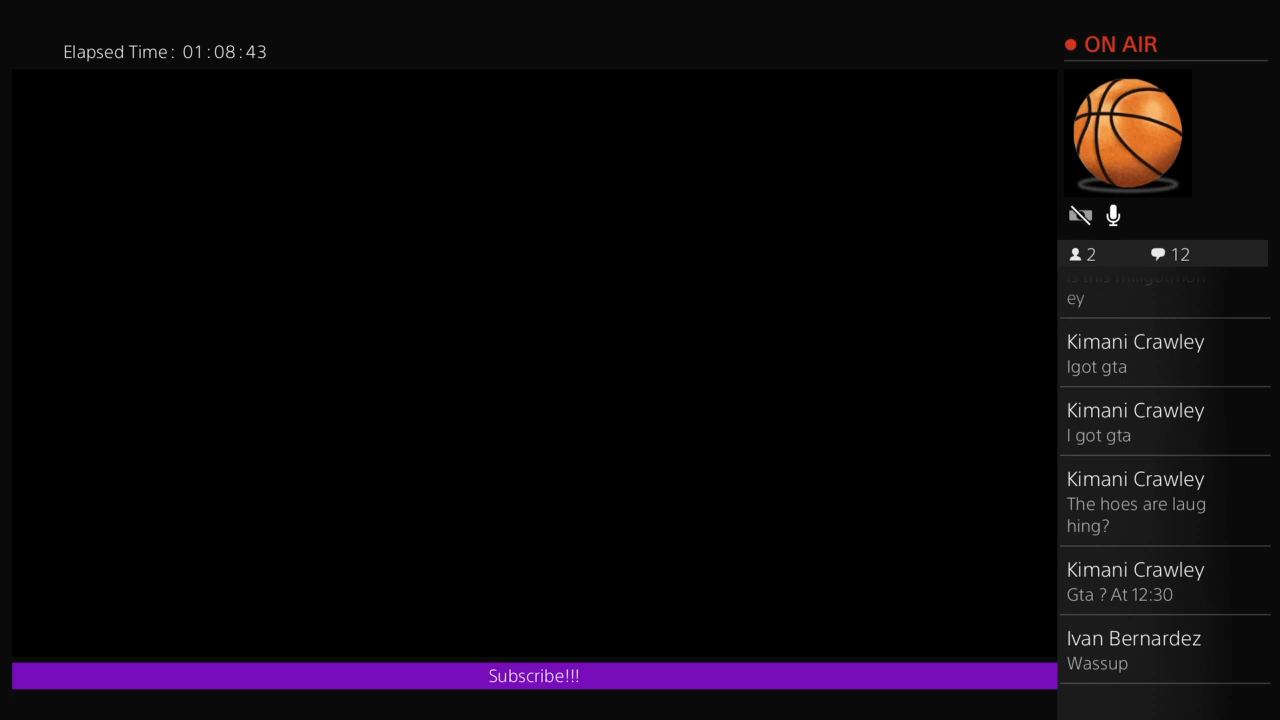 Elapsed Time: 01:08:43
ON AIR
2 12
ey
Kimani Crawley
Igot gta
Kimani Crawley
I got gta
Kimani Crawley
The hoes are laug
hing?
Kimani Crawley
Gta ? At 12:30
Ivan Bernardez
Wassup
Subscribe!!!